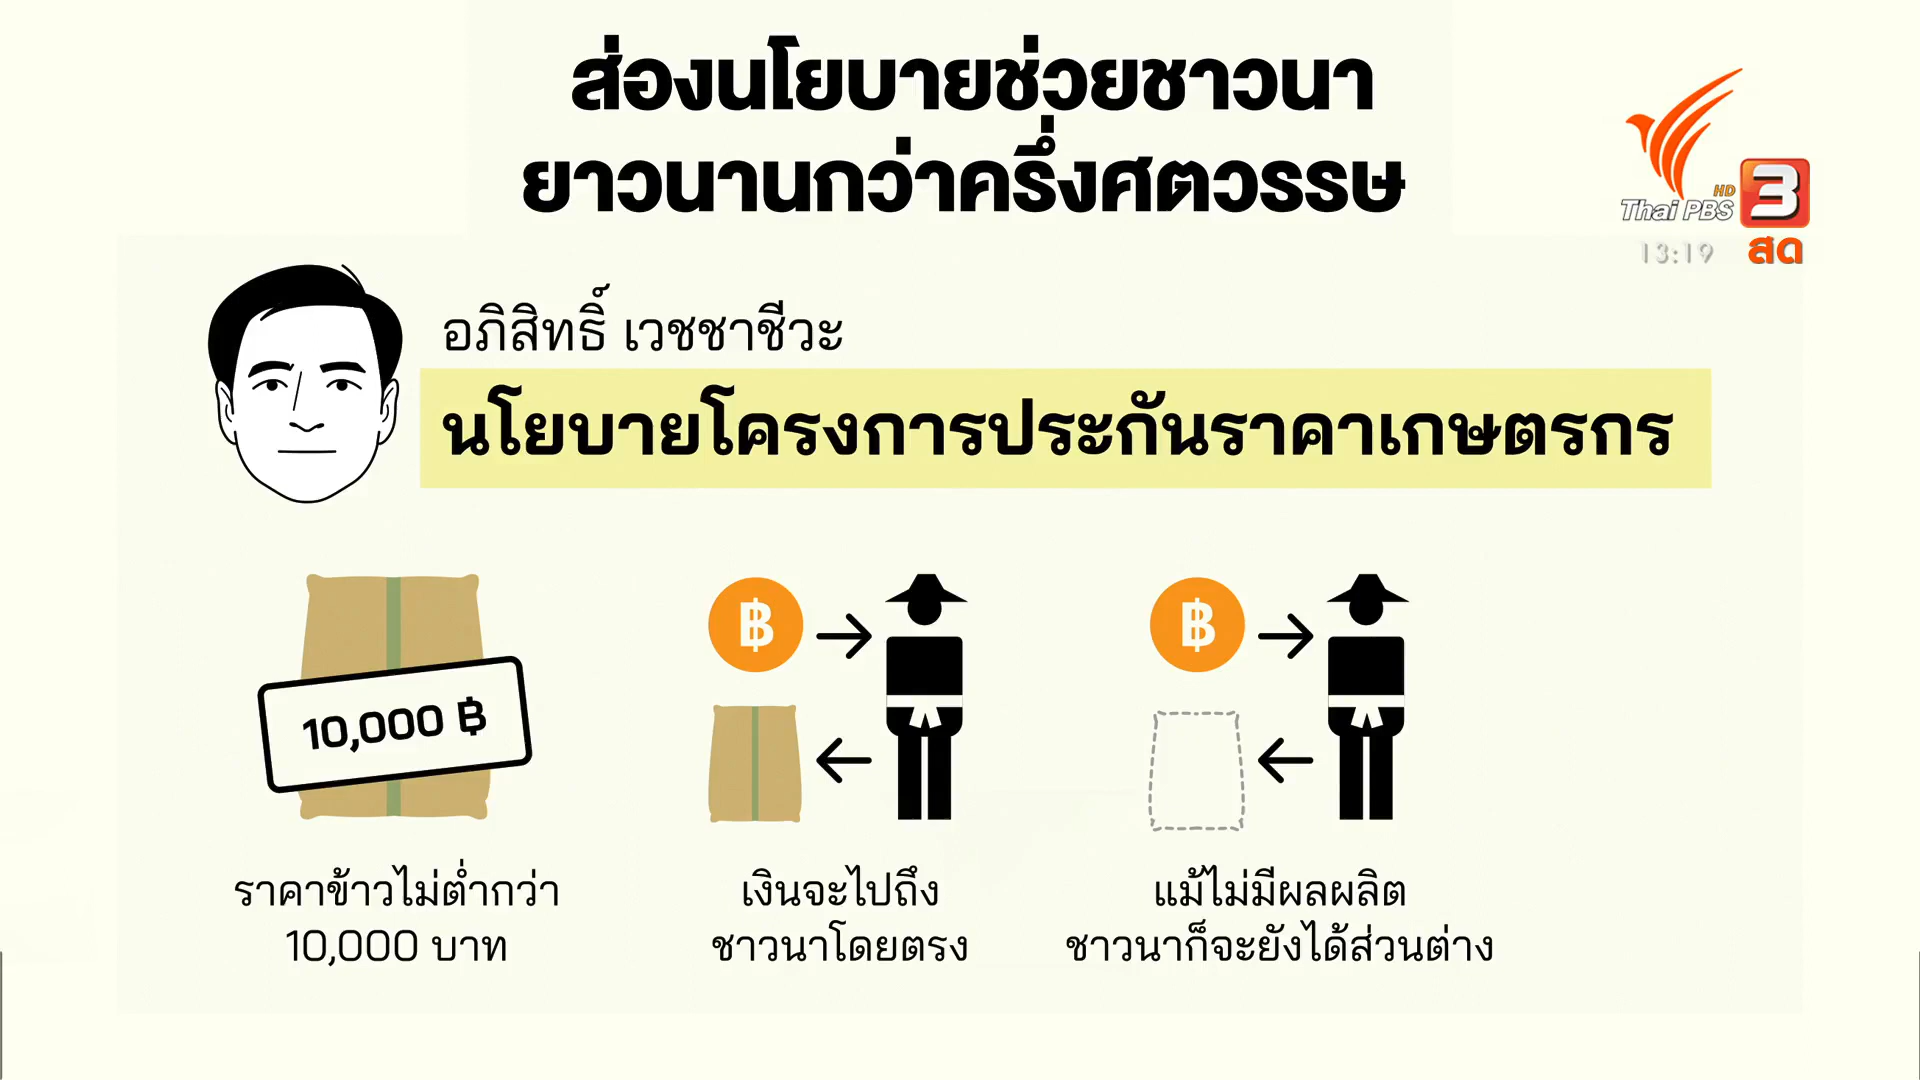 ส่องนโยบายช่วยชาวนา
ยาวนานกว่าครึ่งศตวรรษ
HD
Thai PBS 3
13:19 สด
อภิสิทธิ์ เวชชาชีวะ
นโยบายโครงการประกันราคาเกษตรกร
฿
฿
10,000 ฿
ราคาข้าวไม่ต่ำกว่า
10,000 บาท
เงินจะไปถึง
ชาวนาโดยตรง
แม้ไม่มีผลผลิต
ชาวนาก็จะยังได้ส่วนต่าง